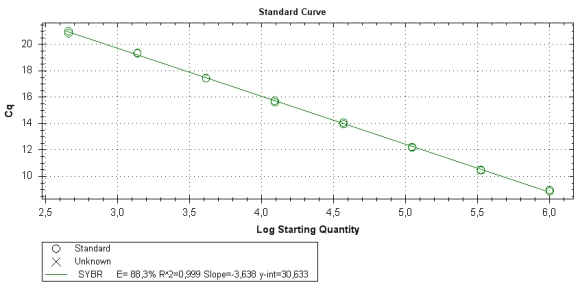 Standard Curve
20
18
16
14
12
10
Cq
2,5 3,0 3,5 4,0 4,5 5,0 5,5 6,0
Log Starting Quantity
Standard
Unknown
SYBR E= 88,3% R^2=0,999 Slope=-3,638 y-int=30,633